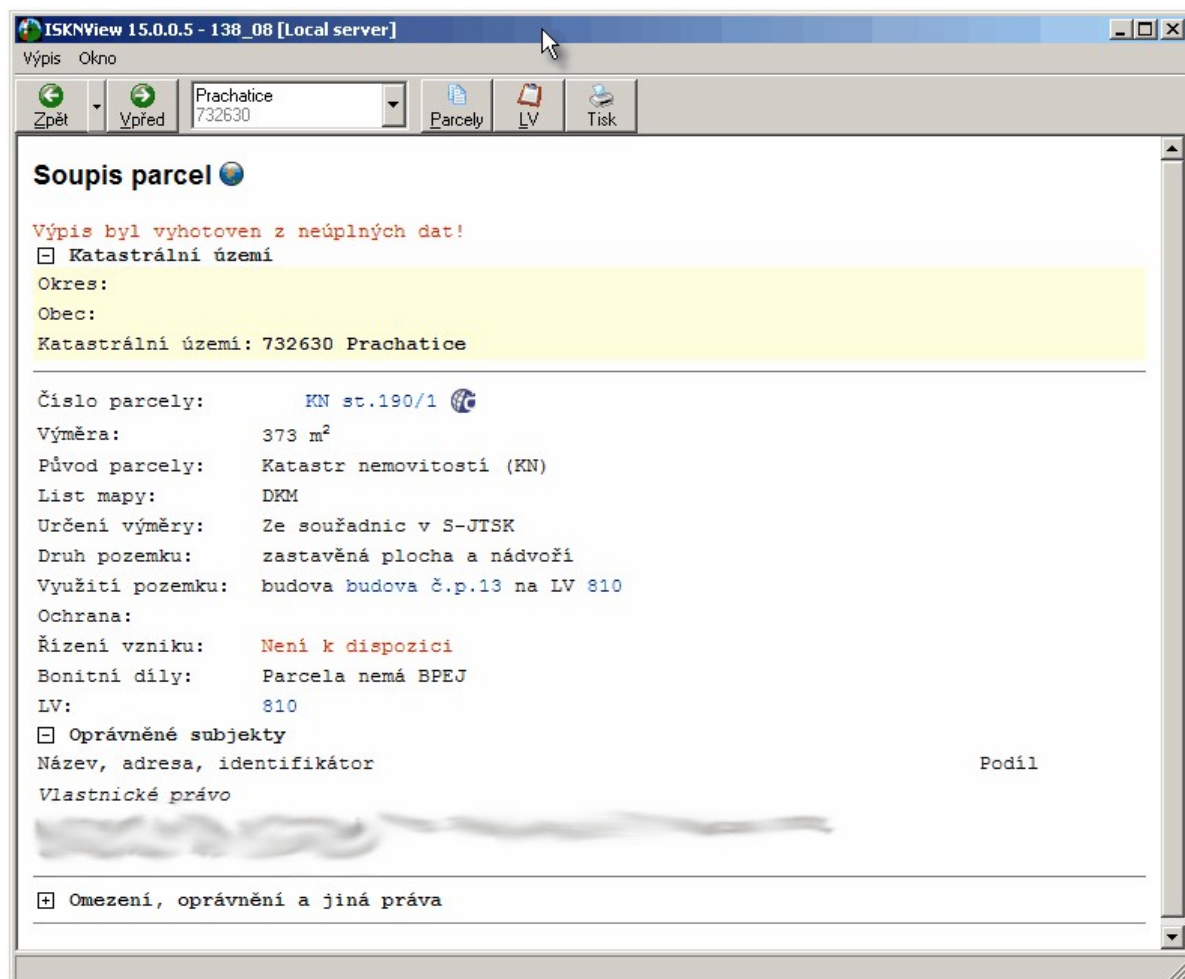 ISKNView 15.0.0.5 - 138_08 [Local server]
Výpis Okno
Zpět Vpřed Prachatice 732630 Parcely LV Tisk
Soupis parcel
Výpis byl vyhotoven z neúplných dat!
Katastrální území
Okres:
Obec:
Katastrální území: 732630 Prachatice
Číslo parcely: KN st.190/1
Výměra: 373 m²
Původ parcely: Katastr nemovitostí (KN)
List mapy: DKM
Určení výměry: Ze souřadnic v S-JTSK
Druh pozemku: zastavěná plocha a nádvoří
Využití pozemku: budova budova č.p.13 na LV 810
Ochrana:
Řízení vzniku: Není k dispozici
Bonitní díly: Parcela nemá BPEJ
LV: 810
Oprávněné subjekty
Název, adresa, identifikátor Podíl
Vlastnické právo
Omezení, oprávnění a jiná práva